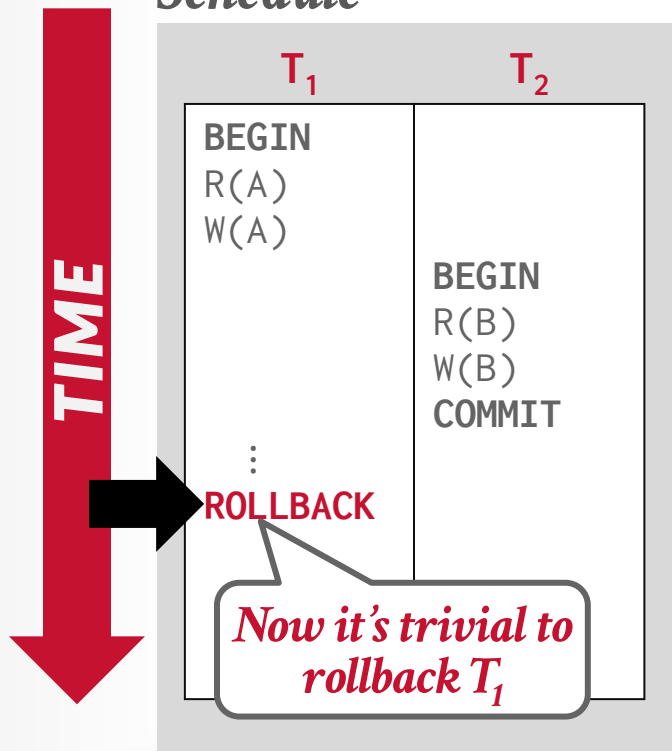 Schedule
T1 T2
BEGIN
R(A)
W(A)
BEGIN
R(B)
W(B)
COMMIT
⋮
ROLLBACK
Now it's trivial to
rollback T1
TIME